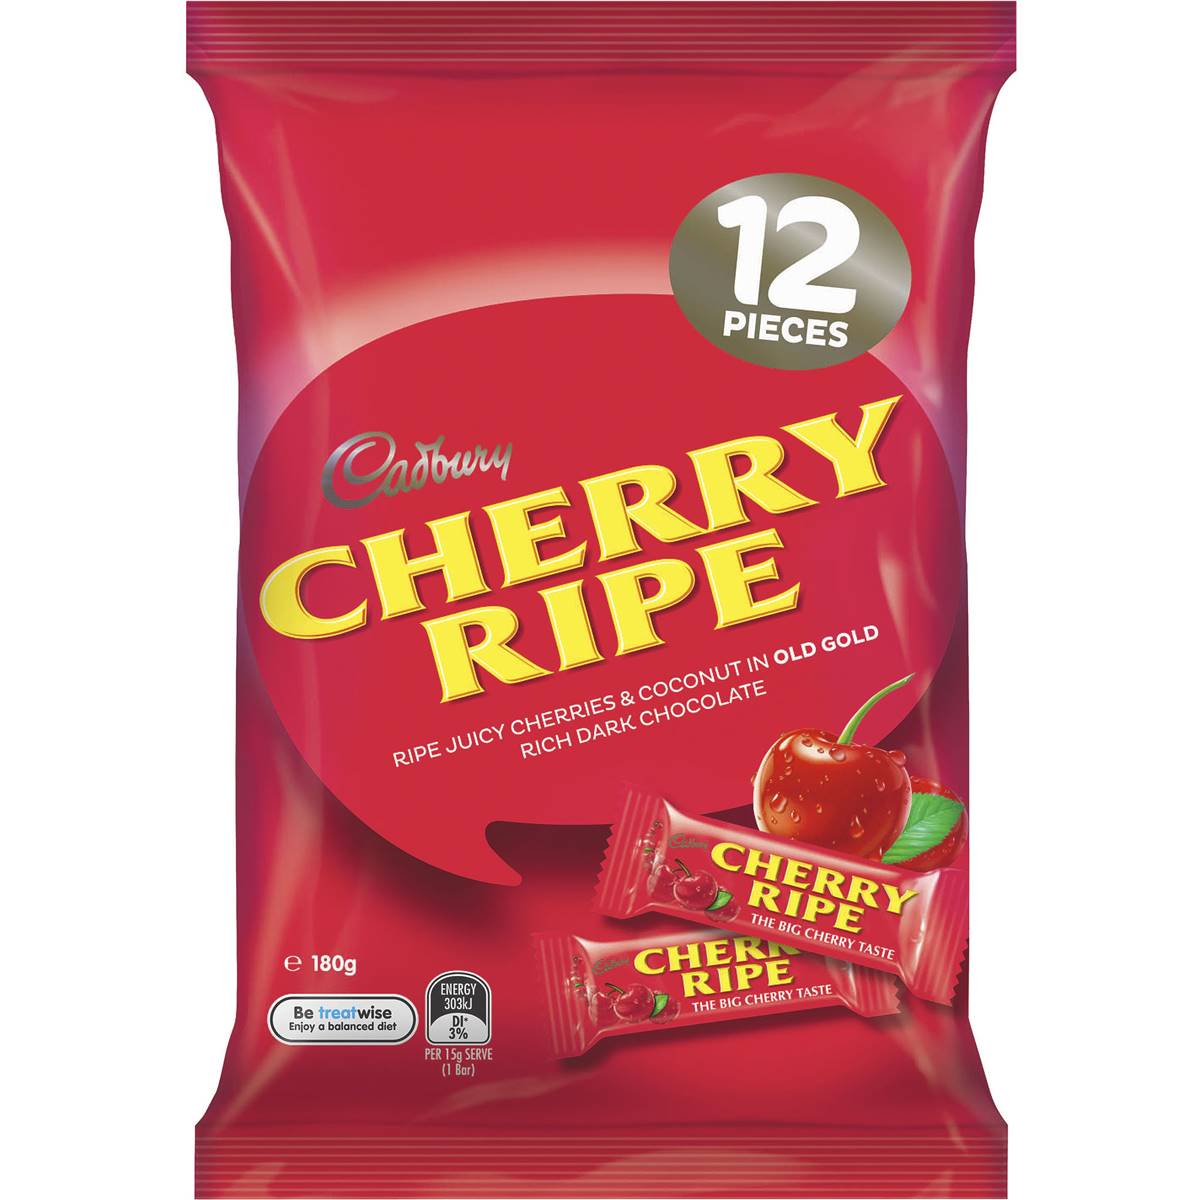 12
PIECES
Cadbury
CHERRY
RIPE
RIPE JUICY CHERRIES & COCONUT IN OLD GOLD
RICH DARK CHOCOLATE
Cadbury
CHERRY
RIPE
THE BIG CHERRY TASTE
Cadbury
CHERR
RIPE
THE BIG CHERRY TASTE
e 180g
Be treatwise
Enjoy a balanced diet
ENERGY
303kJ
DI*
3%
PER 15g SERVE
(1 Bar)